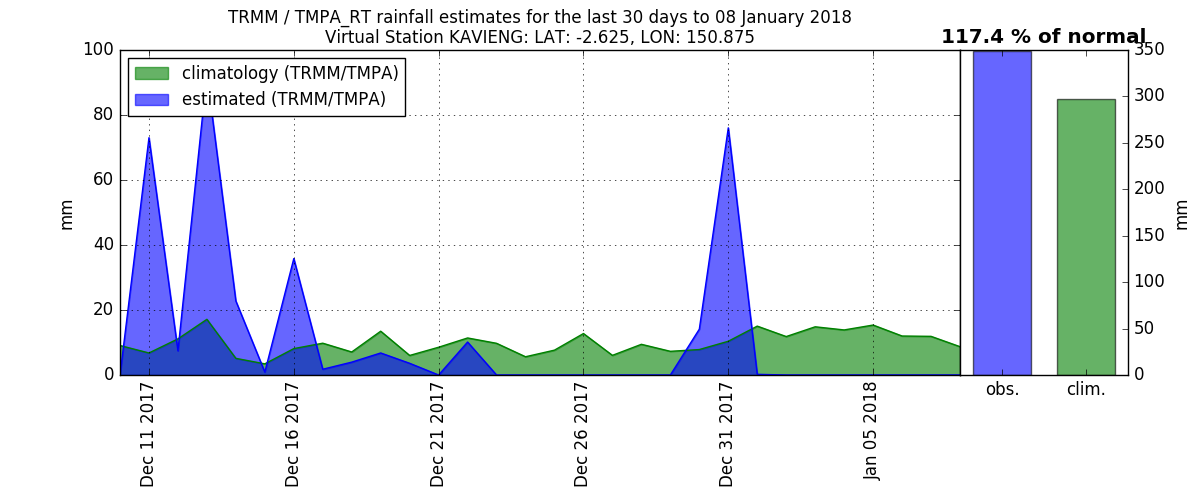 TRMM / TMPA_RT rainfall estimates for the last 30 days to 08 January 2018
Virtual Station KAVIENG: LAT: -2.625, LON: 150.875
117.4 % of normal
climatology (TRMM/TMPA)
estimated (TRMM/TMPA)
mm
100
80
60
40
20
0
Dec 11 2017
Dec 16 2017
Dec 21 2017
Dec 26 2017
Dec 31 2017
Jan 05 2018
350
300
250
200
150
100
50
0
mm
obs.
clim.